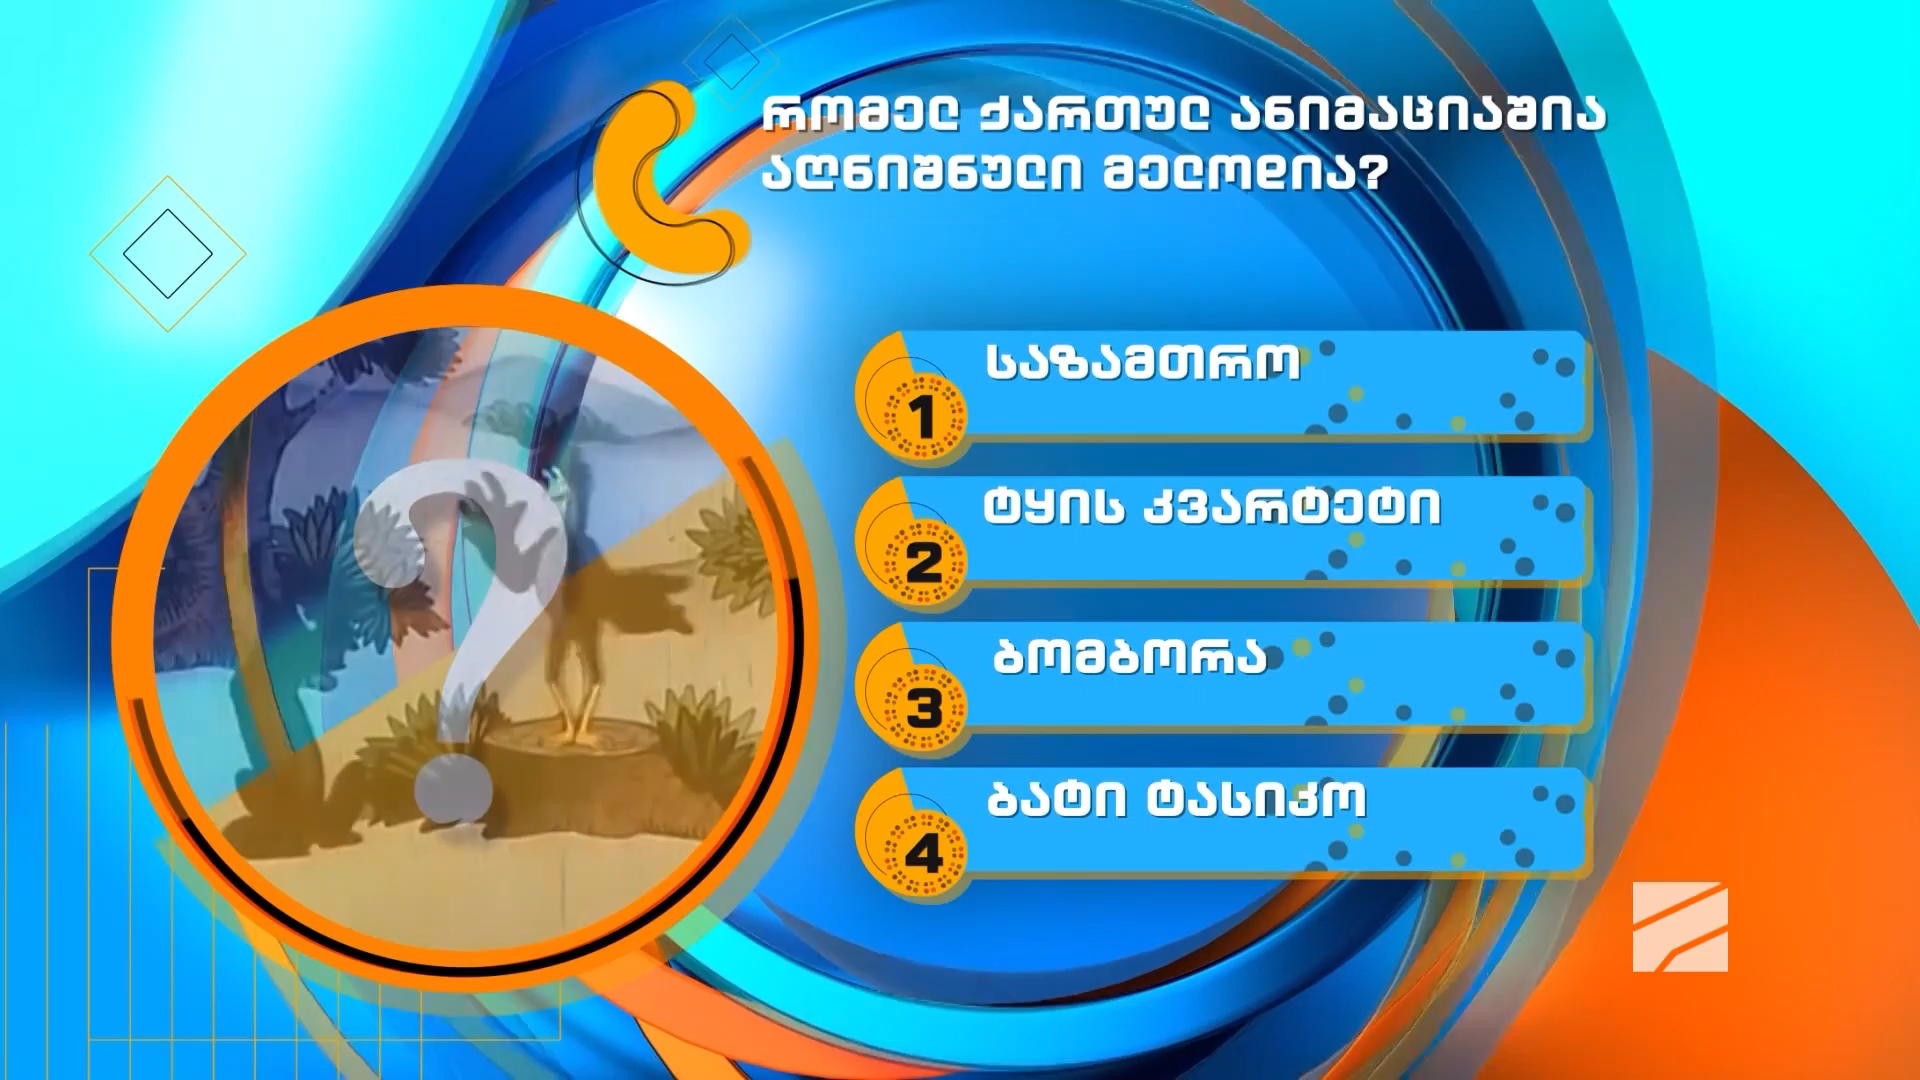 რომელ ქართულ ანიმაციაშია
აღნიშნული მელოდია?
1 საზამთრო
2 ტყის კვარტეტი
3 ბომბორა
4 ბატი ტასიკო